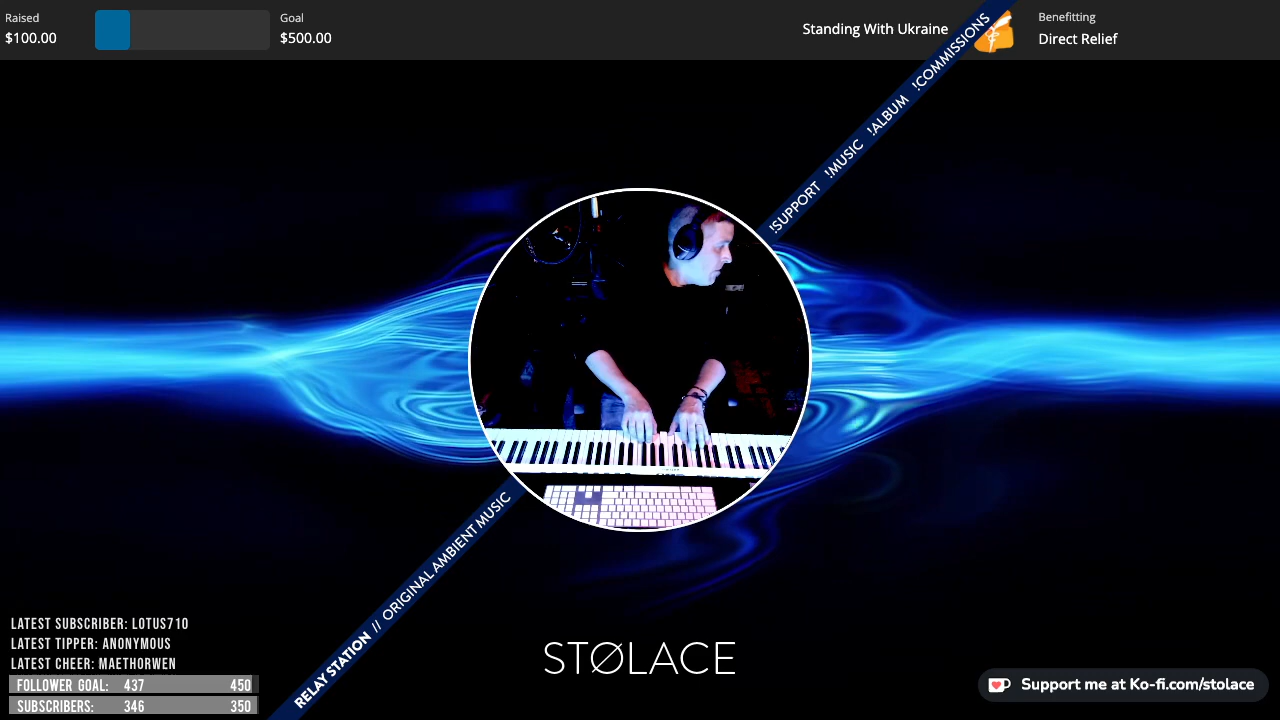 Raised
$100.00
Goal
$500.00
Standing With Ukraine
Benefitting
Direct Relief
!SUPPORT !MUSIC !ALBUM !COMMISSIONS
RELAY STATION // ORIGINAL AMBIENT MUSIC
STØLACE
LATEST SUBSCRIBER: LOTUS710
LATEST TIPPER: ANONYMOUS
LATEST CHEER: MAETHORWEN
FOLLOWER GOAL: 437 450
SUBSCRIBERS: 346 350
Support me at Ko-fi.com/stolace